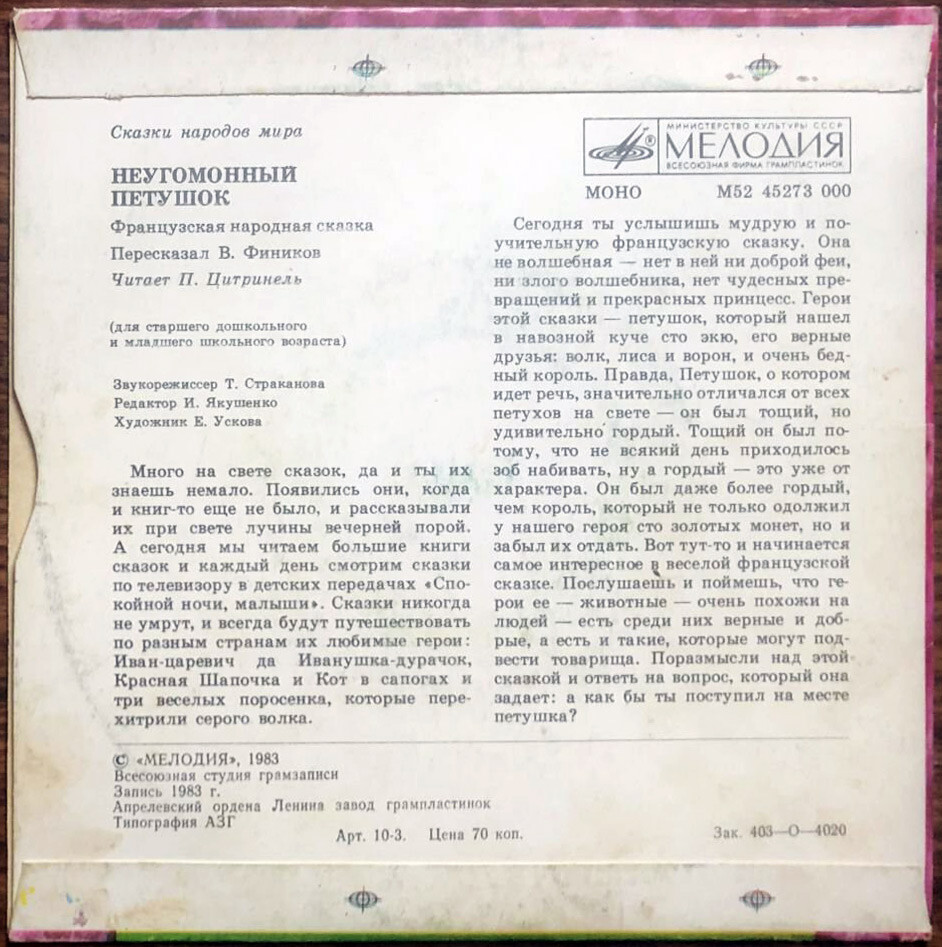 Сказки народов мира
НЕУГОМОННЫЙ
ПЕТУШОК
Французская народная сказка
Пересказал В. Фиников
Читает П. Цитринель
(для старшего дошкольного
и младшего школьного возраста)
Звукорежиссер Т. Страканова
Редактор И. Якушенко
Художник Е. Ускова
Много на свете сказок, да и ты их
знаешь немало. Появились они, когда
и книг-то еще не было, и рассказывали
их при свете лучины вечерней порой.
А сегодня мы читаем большие книги
сказок и каждый день смотрим сказки
по телевизору в детских передачах «Спо-
койной ночи, малыши». Сказки никогда
не умрут, и всегда будут путешествовать
по разным странам их любимые герои:
Иван-царевич да Иванушка-дурачок,
Красная Шапочка и Кот в сапогах и
три веселых поросенка, которые пере-
хитрили серого волка.
МИНИСТЕРСТВО КУЛЬТУРЫ СССР
МЕЛОДИЯ
ВСЕСОЮЗНАЯ ФИРМА ГРАМПЛАСТИНОК
МОНО М52 45273 000
Сегодня ты услышишь мудрую и по-
учительную французскую сказку. Она
не волшебная — нет в ней ни доброй феи,
ни злого волшебника, нет чудесных пре-
вращений и прекрасных принцесс. Герои
этой сказки — петушок, который нашел
в навозной куче сто экю, его верные
друзья: волк, лиса и ворон, и очень бед-
ный король. Правда, Петушок, о котором
идет речь, значительно отличался от всех
петухов на свете — он был тощий, но
удивительно гордый. Тощий он был по-
тому, что не всякий день приходилось
зоб набивать, ну а гордый — это уже от
характера. Он был даже более гордый,
чем король, который не только одолжил
у нашего героя сто золотых монет, но и
забыл их отдать. Вот тут-то и начинается
самое интересное в веселой французской
сказке. Послушаешь и поймешь, что ге-
рои ее — животные — очень похожи на
людей — есть среди них верные и доб-
рые, а есть и такие, которые могут под-
вести товарища. Поразмысли над этой
сказкой и ответь на вопрос, который она
задает: а как бы ты поступил на месте
петушка?
© «МЕЛОДИЯ», 1983
Всесоюзная студия грамзаписи
Запись 1983 г.
Апрелевский ордена Ленина завод грампластинок
Типография АЗГ
Арт. 10-3. Цена 70 коп.
Зак. 403—О—4020